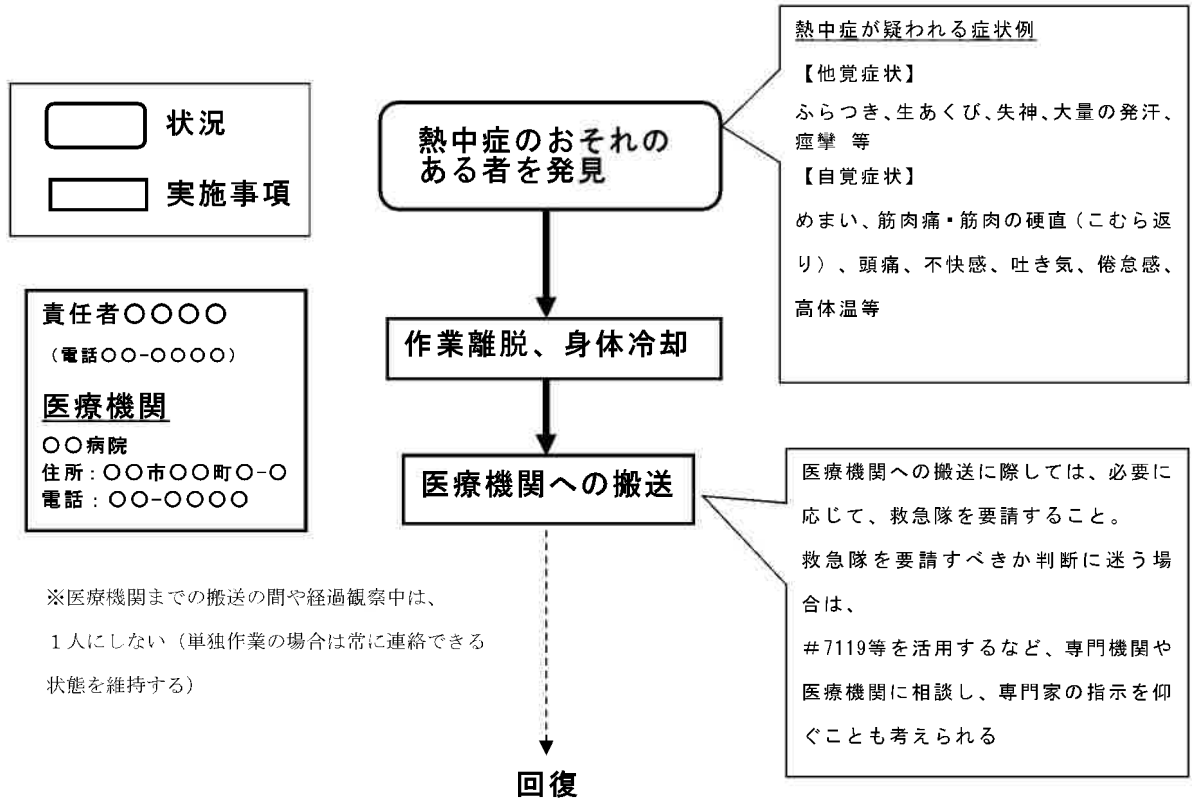 状況
実施事項
責任者〇〇〇〇
（電話〇〇-〇〇〇〇）
医療機関
〇〇病院
住所：〇〇市〇〇町〇-〇
電話：〇〇-〇〇〇〇
熱中症のおそれの
ある者を発見
作業離脱、身体冷却
医療機関への搬送
回復
熱中症が疑われる症状例
【他覚症状】
ふらつき、生あくび、失神、大量の発汗、
痙攣 等
【自覚症状】
めまい、筋肉痛・筋肉の硬直（こむら返
り）、頭痛、不快感、吐き気、倦怠感、
高体温等
医療機関への搬送に際しては、必要に
応じて、救急隊を要請すること。
救急隊を要請すべきか判断に迷う場
合は、
＃7119等を活用するなど、専門機関や
医療機関に相談し、専門家の指示を仰
ぐことも考えられる
※医療機関までの搬送の間や経過観察中は、
１人にしない（単独作業の場合は常に連絡できる
状態を維持する）